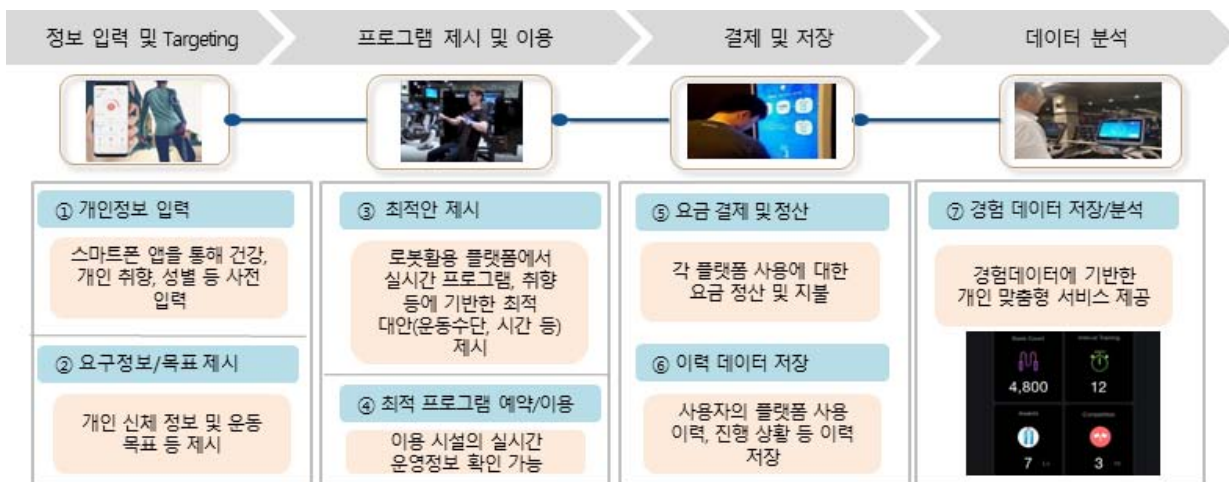 정보 입력 및 Targeting
프로그램 제시 및 이용
결제 및 저장
데이터 분석
① 개인정보 입력
스마트폰 앱을 통해 건강,
개인 취향, 성별 등 사전
입력
② 요구정보/목표 제시
개인 신체 정보 및 운동
목표 등 제시
③ 최적안 제시
로봇활용 플랫폼에서
실시간 프로그램, 취향
등에 기반한 최적
대안(운동수단, 시간 등)
제시
④ 최적 프로그램 예약/이용
이용 시설의 실시간
운영정보 확인 가능
⑤ 요금 결제 및 정산
각 플랫폼 사용에 대한
요금 정산 및 지불
⑥ 이력 데이터 저장
사용자의 플랫폼 사용
이력, 진행 상황 등 이력
저장
⑦ 경험 데이터 저장/분석
경험데이터에 기반한
개인 맞춤형 서비스 제공
Interval Training
4,800
12
Awards
Competition
7
3